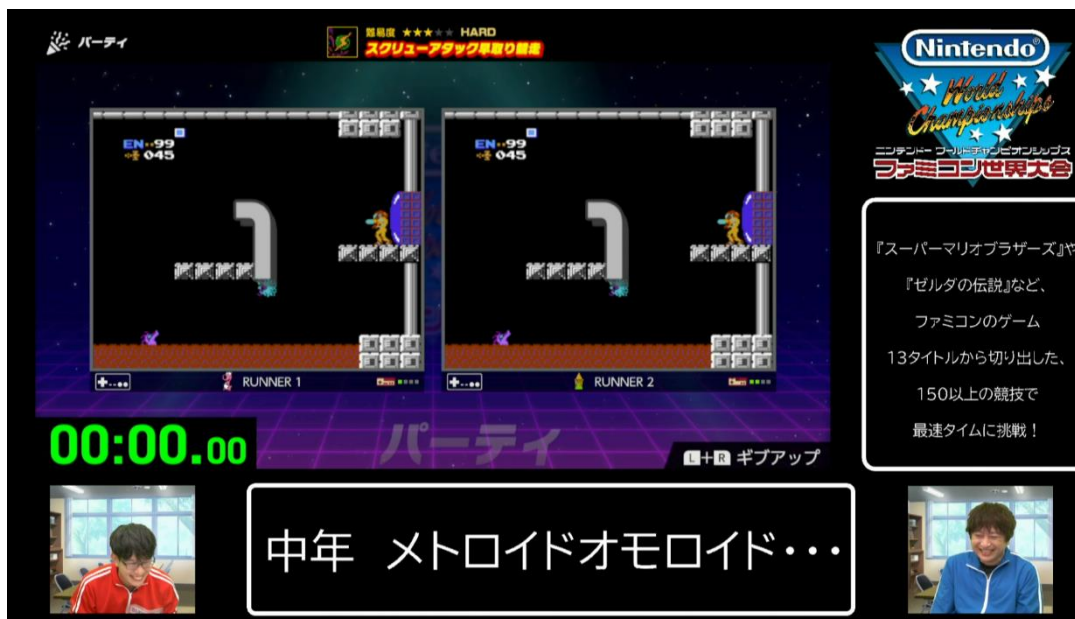 パーティ
難易度 ★★★★★ HARD
スクリューアタック早取り競走
EN‥99
045
EN‥99
045
RUNNER 1
RUNNER 2
パーティ
00:00.00
L+R ギブアップ
Nintendo®
World
Championships
ニンテンドー ワールドチャンピオンシップス
ファミコン世界大会
『スーパーマリオブラザーズ』や
『ゼルダの伝説』など、
ファミコンのゲーム
13タイトルから切り出した、
150以上の競技で
最速タイムに挑戦！
中年 メトロイドオモロイド・・・